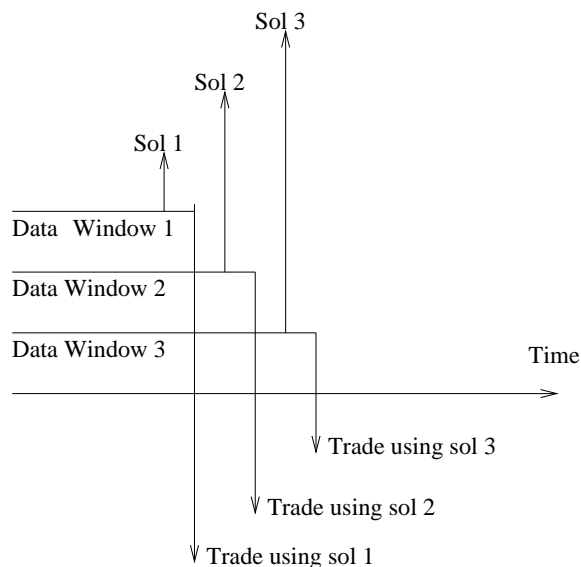 Sol 3
Sol 2
Sol 1
Data Window 1
Data Window 2
Data Window 3
Time
Trade using sol 3
Trade using sol 2
Trade using sol 1